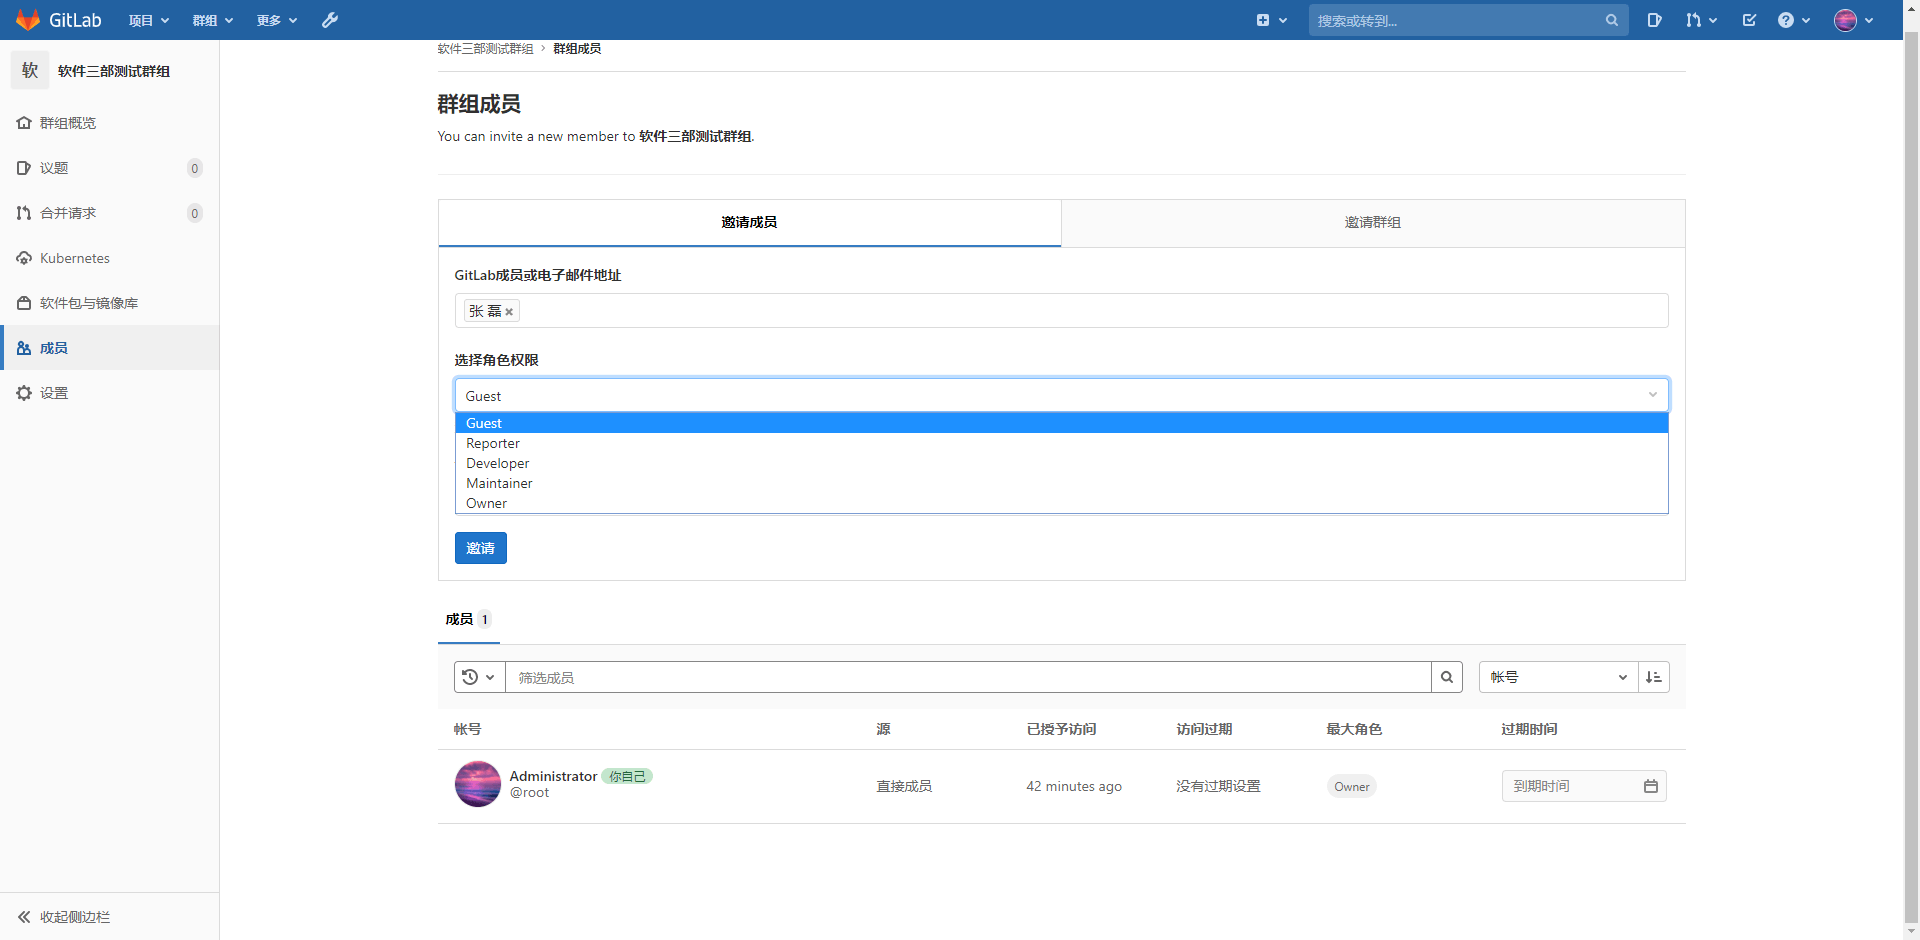 GitLab 项目 群组 更多 搜索或转到...
软 软件三部测试群组
群组概览
议题 0
合并请求 0
Kubernetes
软件包与镜像库
成员
设置
收起侧边栏
软件三部测试群组 › 群组成员
群组成员
You can invite a new member to 软件三部测试群组.
邀请成员 邀请群组
GitLab成员或电子邮件地址
张 磊
选择角色权限
Guest
Guest
Reporter
Developer
Maintainer
Owner
邀请
成员 1
筛选成员 帐号
帐号 源 已授予访问 访问过期 最大角色 过期时间
Administrator 你自己
@root 直接成员 42 minutes ago 没有过期设置 Owner 到期时间